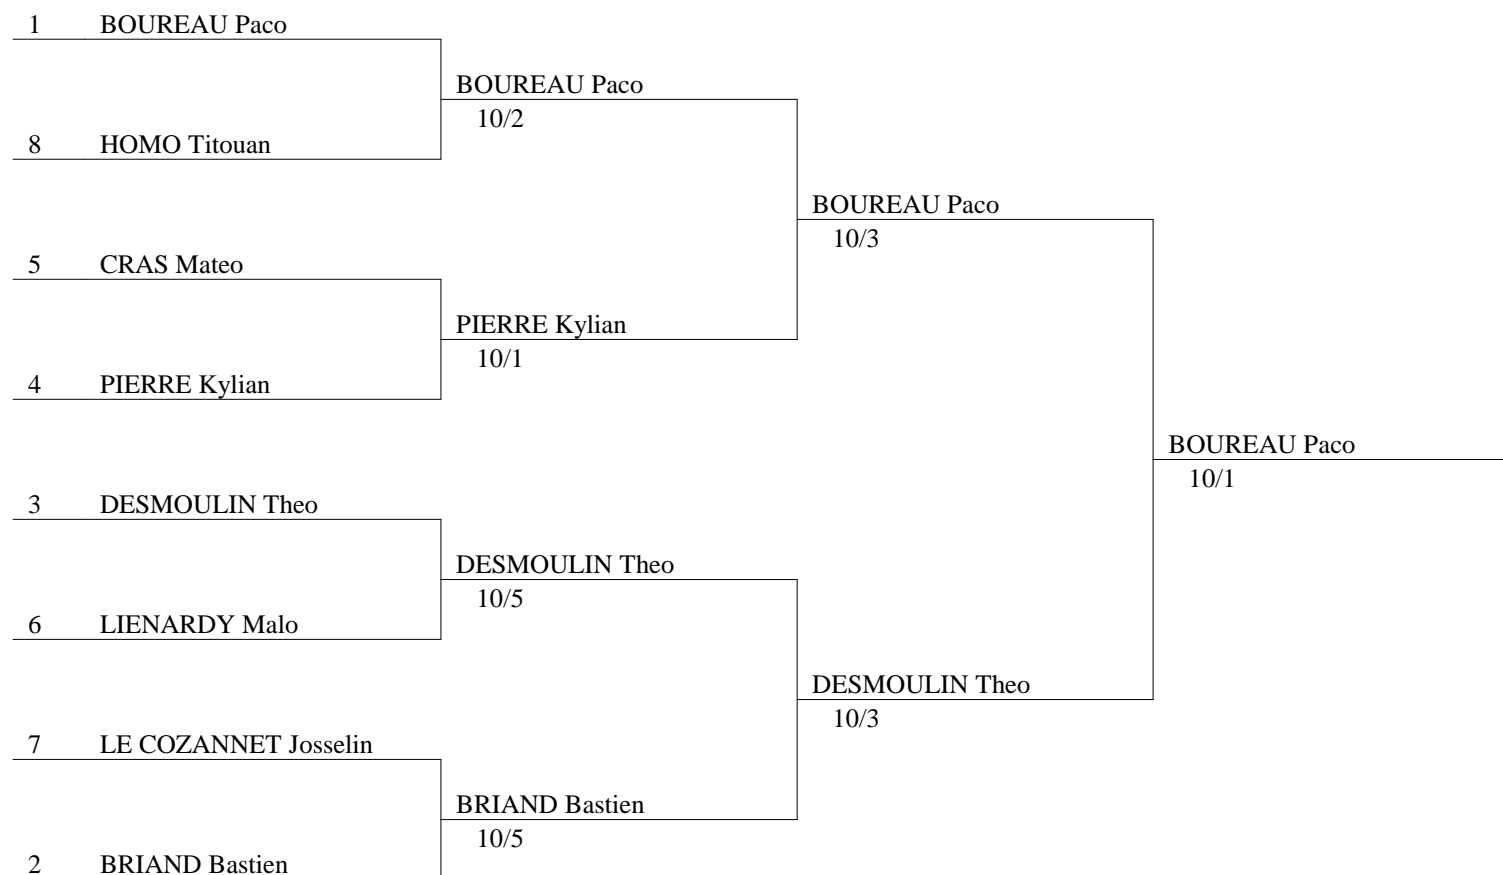 1 BOUREAU Paco
BOUREAU Paco
10/2
8 HOMO Titouan
BOUREAU Paco
10/3
5 CRAS Mateo
PIERRE Kylian
10/1
4 PIERRE Kylian
BOUREAU Paco
10/1
3 DESMOULIN Theo
DESMOULIN Theo
10/5
6 LIENARDY Malo
DESMOULIN Theo
10/3
7 LE COZANNET Josselin
BRIAND Bastien
10/5
2 BRIAND Bastien